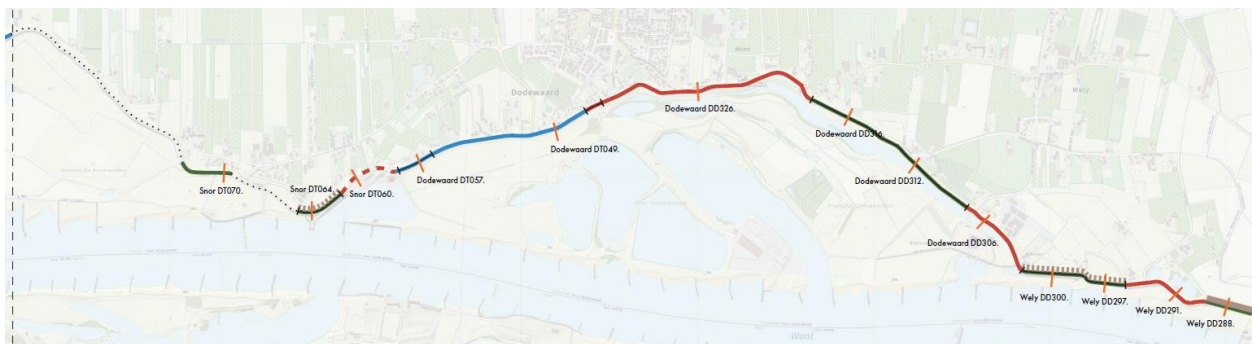 Hien
Dodewaard
Wely
Dodewaard DD326.
Dodewaard DD316.
Dodewaard DT049.
Snor DT070.
Snor DT064.
Snor DT060.
Dodewaard DT057.
Dodewaard DD312.
Dodewaard DD306.
Wely DD300.
Wely DD297.
Wely DD291.
Wely DD288.
Waal